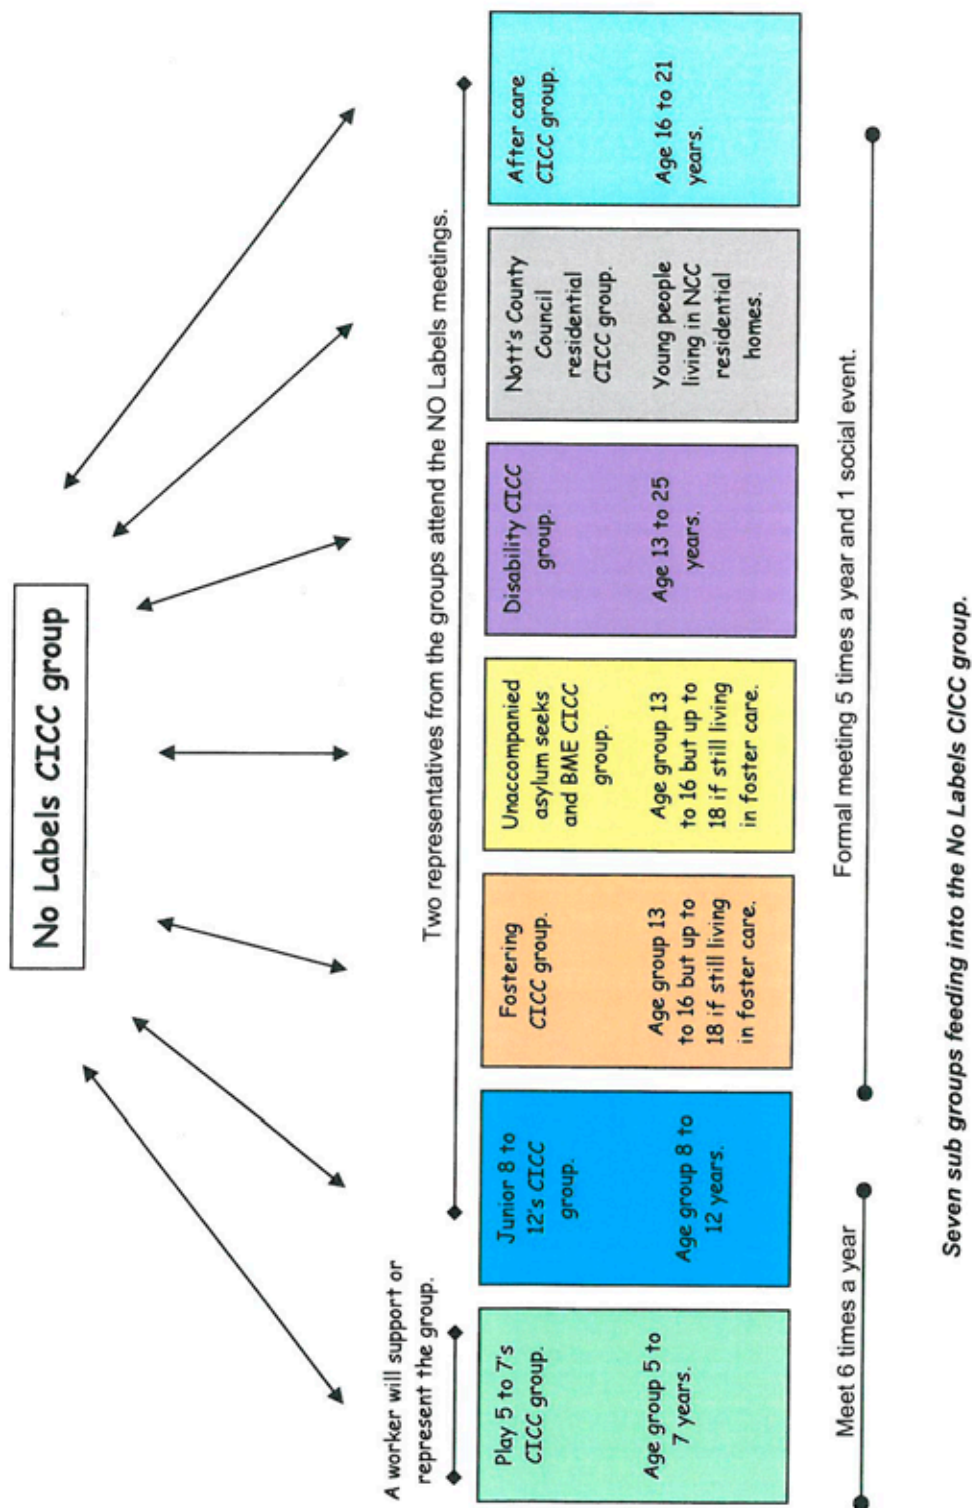 No Labels CICC group
A worker will support or
represent the group.
Two representatives from the groups attend the NO Labels meetings.
Play 5 to 7's
CICC group.
Age group 5 to
7 years.
Junior 8 to
12's CICC
group.
Age group 8 to
12 years.
Fostering
CICC group.
Age group 13
to 16 but up to
18 if still living
in foster care.
Unaccompanied
asylum seeks
and BME CICC
group.
Age group 13
to 16 but up to
18 if still living
in foster care.
Disability CICC
group.
Age 13 to 25
years.
Nott's County
Council
residential
CICC group.
Young people
living in NCC
residential
homes.
After care
CICC group.
Age 16 to 21
years.
Meet 6 times a year
Formal meeting 5 times a year and 1 social event.
Seven sub groups feeding into the No Labels CICC group.